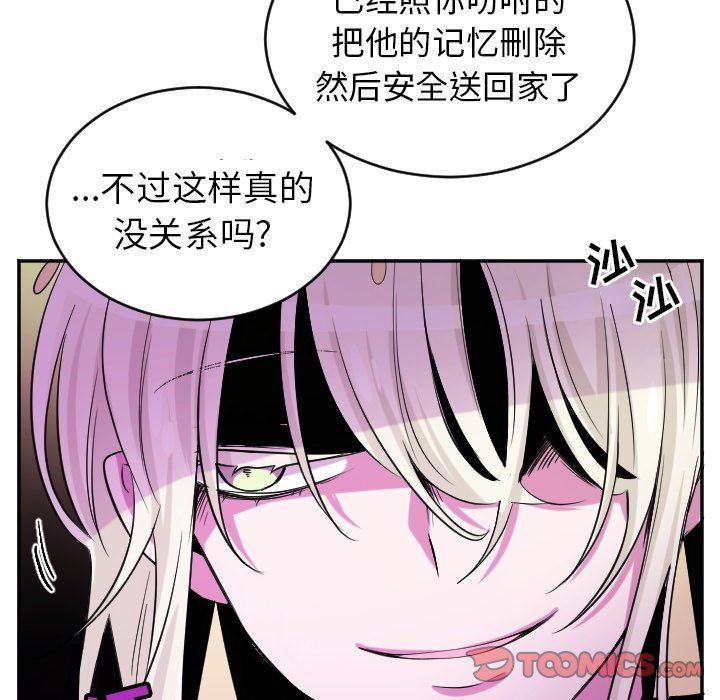 已经照你吩咐的
把他的记忆删除
然后安全送回家了
...不过这样真的
没关系吗?
沙
沙
TOOMICS.COM